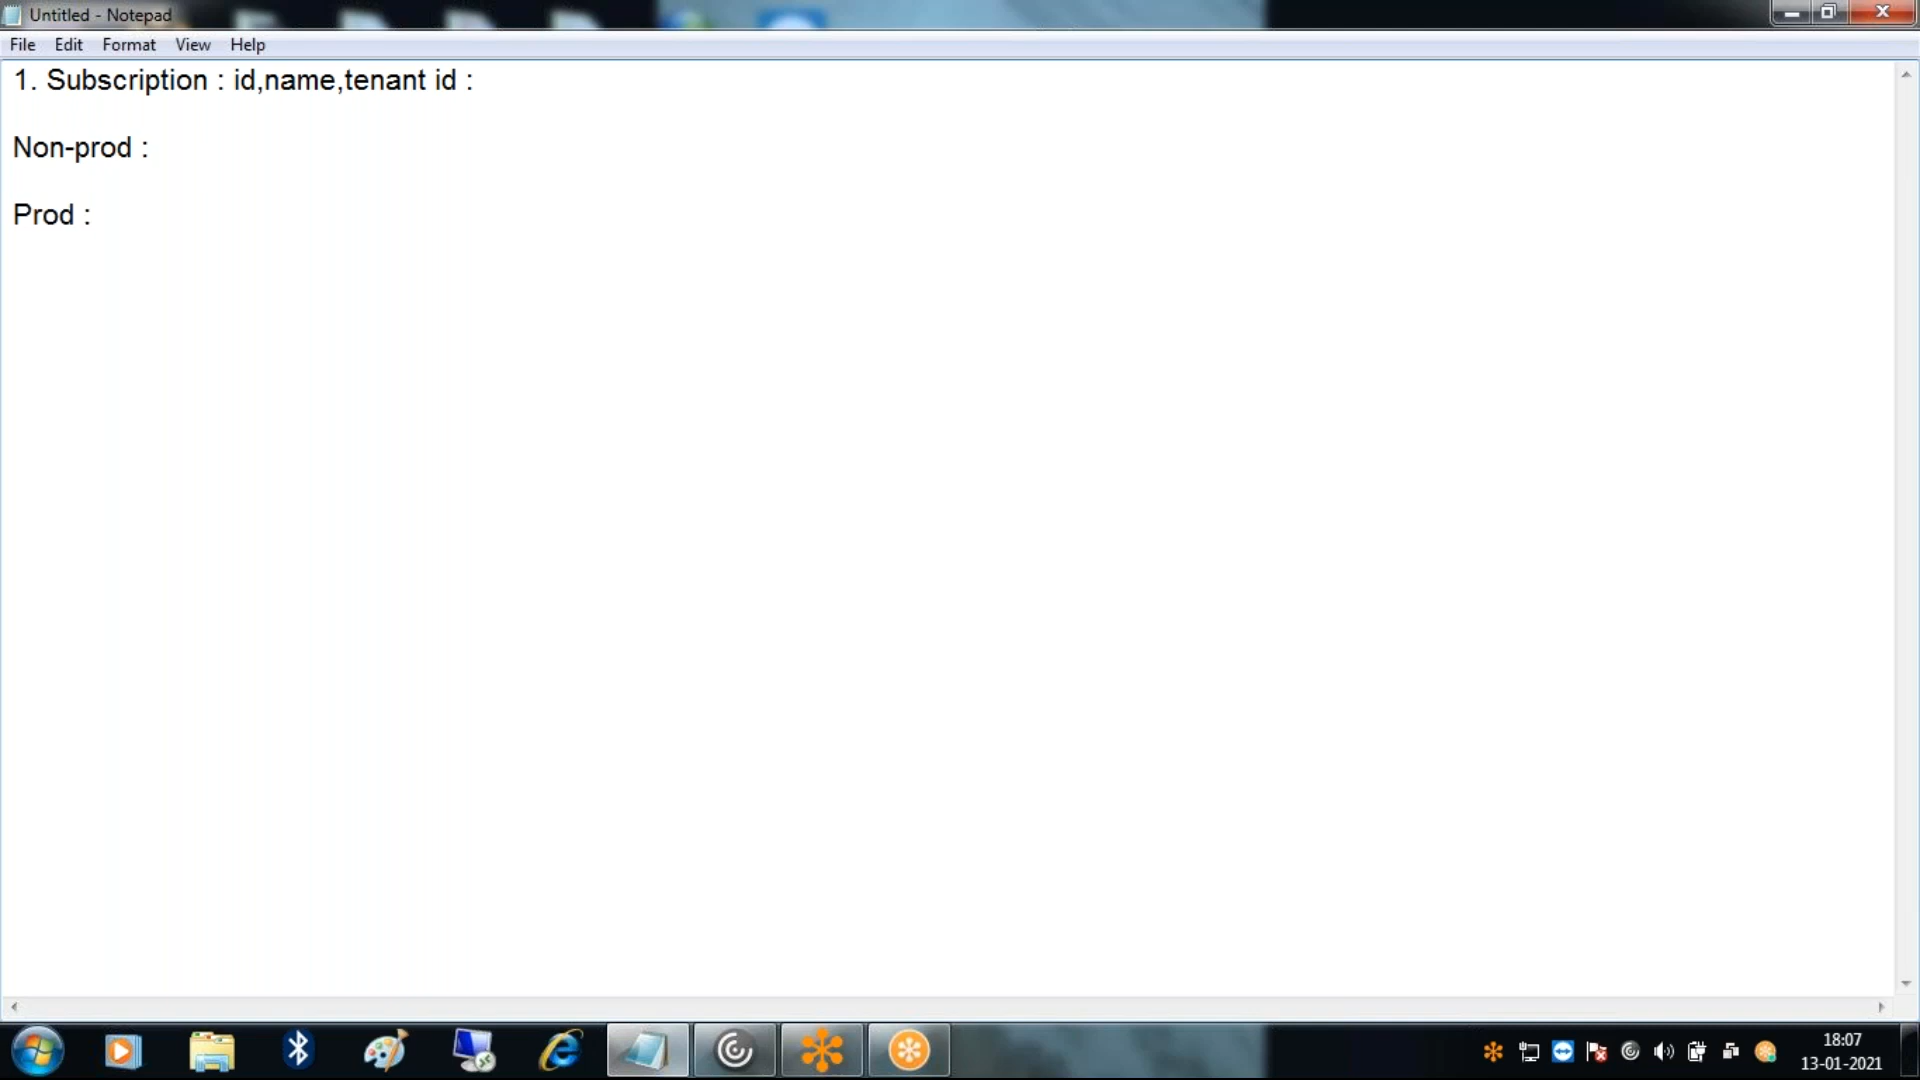 Untitled - Notepad
File Edit Format View Help
1. Subscription : id,name,tenant id :
Non-prod :
Prod :
18:07
13-01-2021